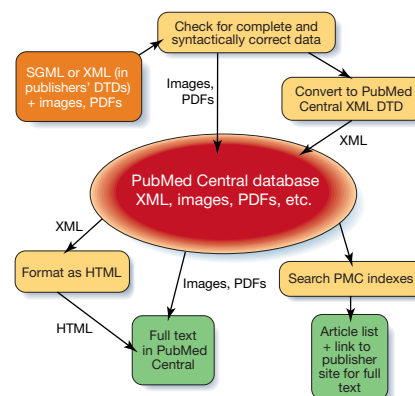 Check for complete and
syntactically correct data
SGML or XML (in
publishers' DTDs)
+ images, PDFs
Images,
PDFs
Convert to PubMed
Central XML DTD
XML
PubMed Central database
XML, images, PDFs, etc.
XML
Format as HTML
Images, PDFs
Search PMC indexes
HTML
Full text
in PubMed
Central
Article list
+ link to
publisher
site for full
text